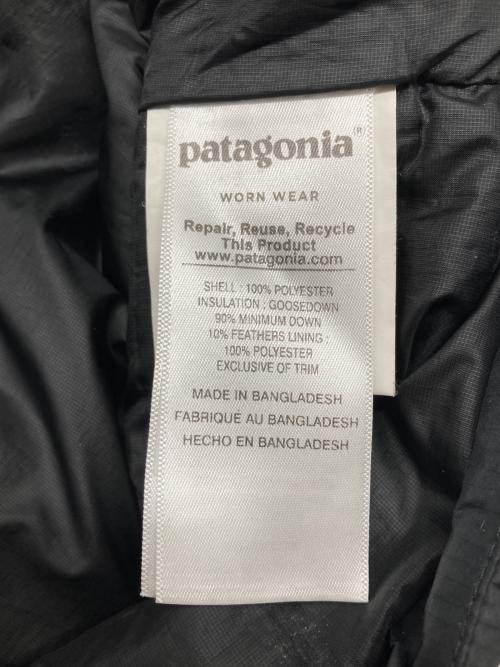 patagonia®
WORN WEAR
Repair, Reuse, Recycle
This Product
www.patagonia.com
SHELL : 100% POLYESTER
INSULATION : GOOSEDOWN
90% MINIMUM DOWN
10% FEATHERS LINING :
100% POLYESTER
EXCLUSIVE OF TRIM
MADE IN BANGLADESH
FABRIQUÉ AU BANGLADESH
HECHO EN BANGLADESH